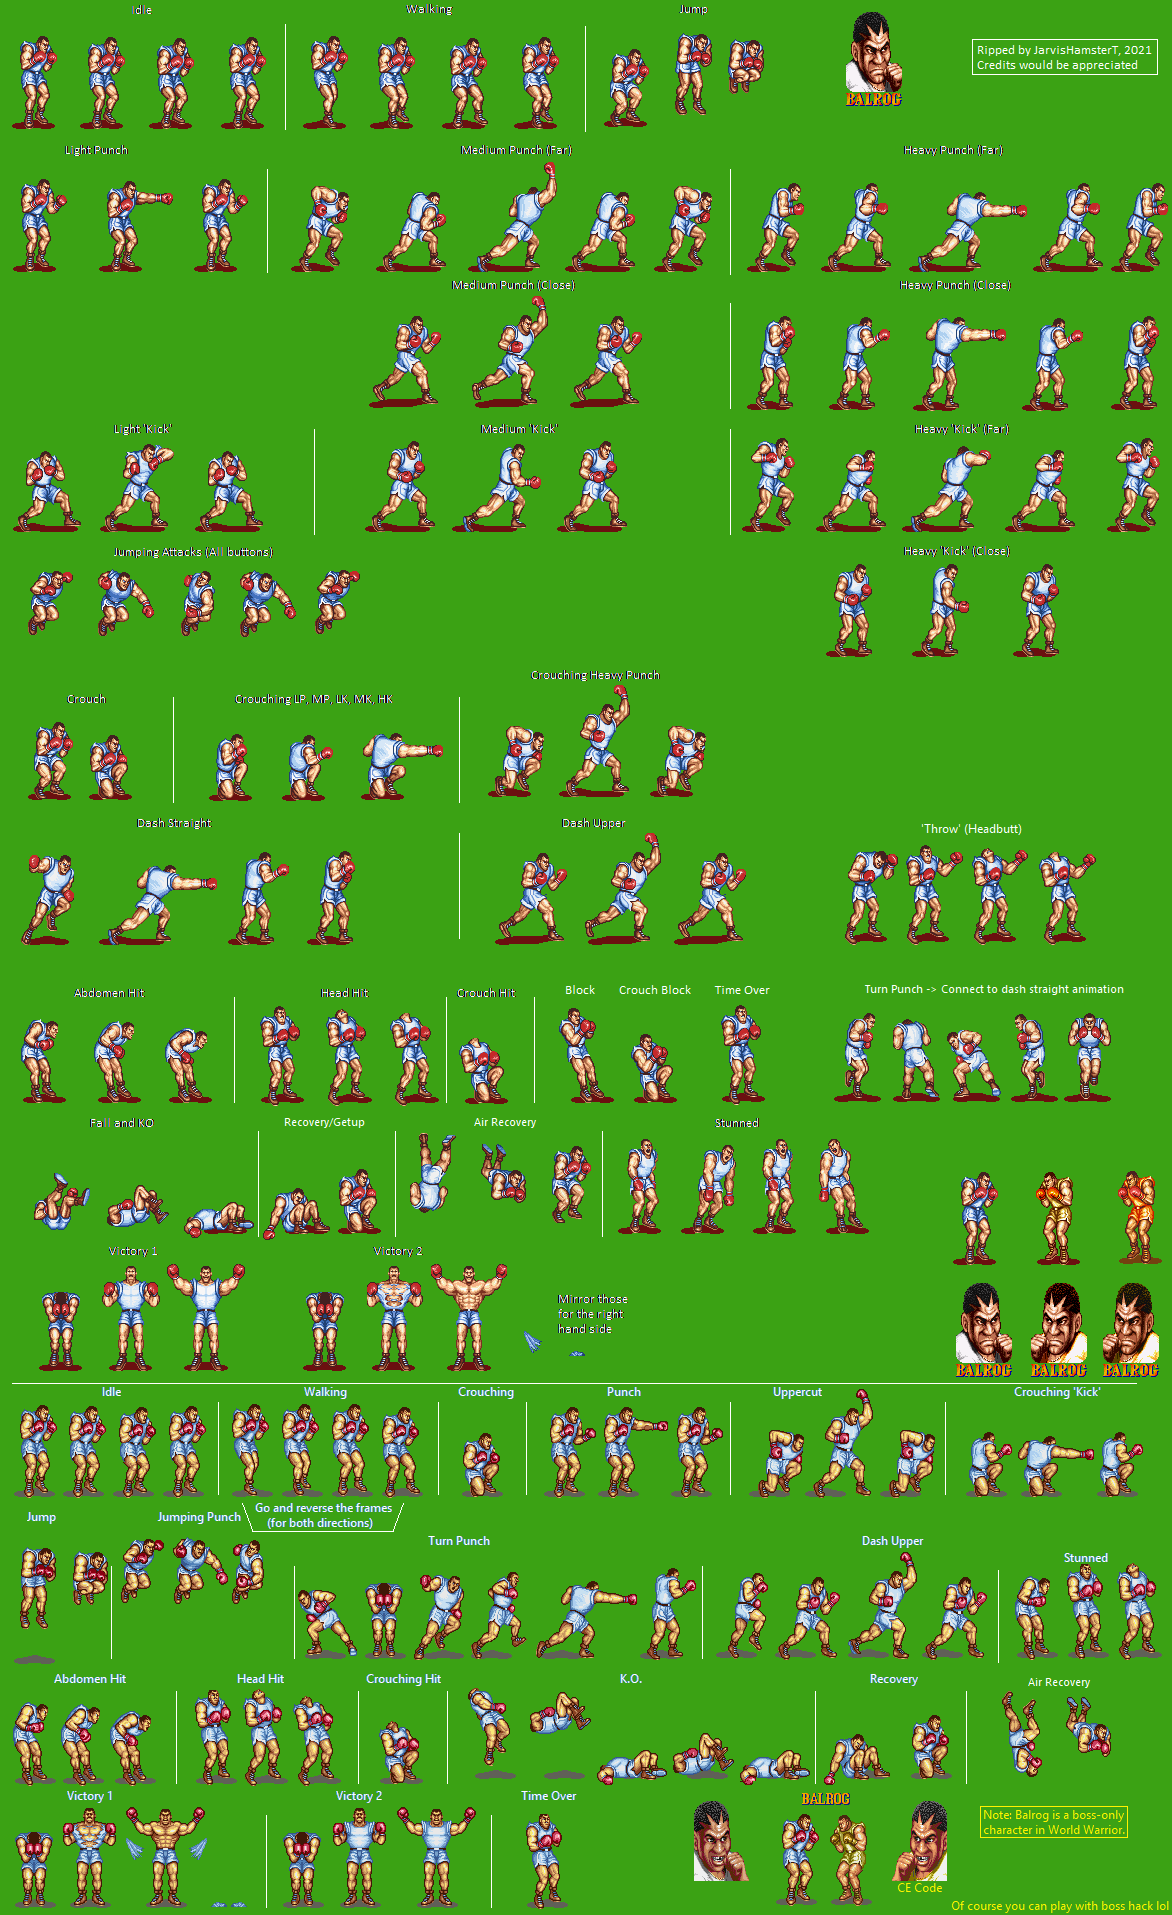 Idle
Walking
Jump
Ripped by JarvisHamsterT, 2021
Credits would be appreciated
BALROG
Light Punch
Medium Punch (Far)
Heavy Punch (Far)
Medium Punch (Close)
Heavy Punch (Close)
Light 'Kick'
Medium 'Kick'
Heavy 'Kick' (Far)
Jumping Attacks (All buttons)
Heavy 'Kick' (Close)
Crouching Heavy Punch
Crouch
Crouching LP, MP, LK, MK, HK
Dash Straight
Dash Upper
'Throw' (Headbutt)
Abdomen Hit
Head Hit
Crouch Hit
Block
Crouch Block
Time Over
Turn Punch -> Connect to dash straight animation
Fall and KO
Recovery/Getup
Air Recovery
Stunned
Victory 1
Victory 2
Mirror those
for the right
hand side
BALROG
BALROG
BALROG
Idle
Walking
Crouching
Punch
Uppercut
Crouching 'Kick'
Go and reverse the frames
(for both directions)
Jump
Jumping Punch
Turn Punch
Dash Upper
Stunned
Abdomen Hit
Head Hit
Crouching Hit
K.O.
Recovery
Air Recovery
Victory 1
Victory 2
Time Over
BALROG
Note: Balrog is a boss-only
character in World Warrior.
CE Code
Of course you can play with boss hack lol